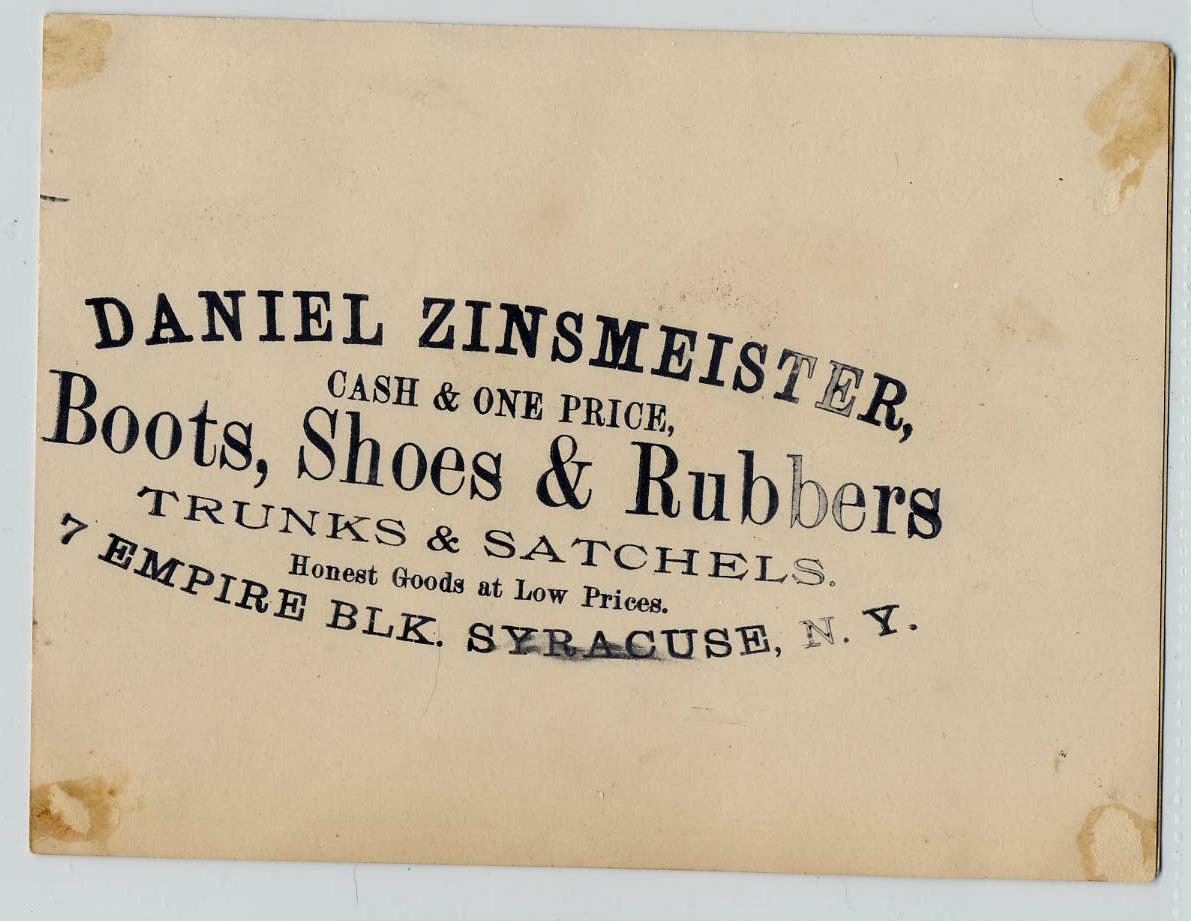 DANIEL ZINSMEISTER,
CASH & ONE PRICE,
Boots, Shoes & Rubbers
TRUNKS & SATCHELS.
Honest Goods at Low Prices.
7 EMPIRE BLK. SYRACUSE, N. Y.